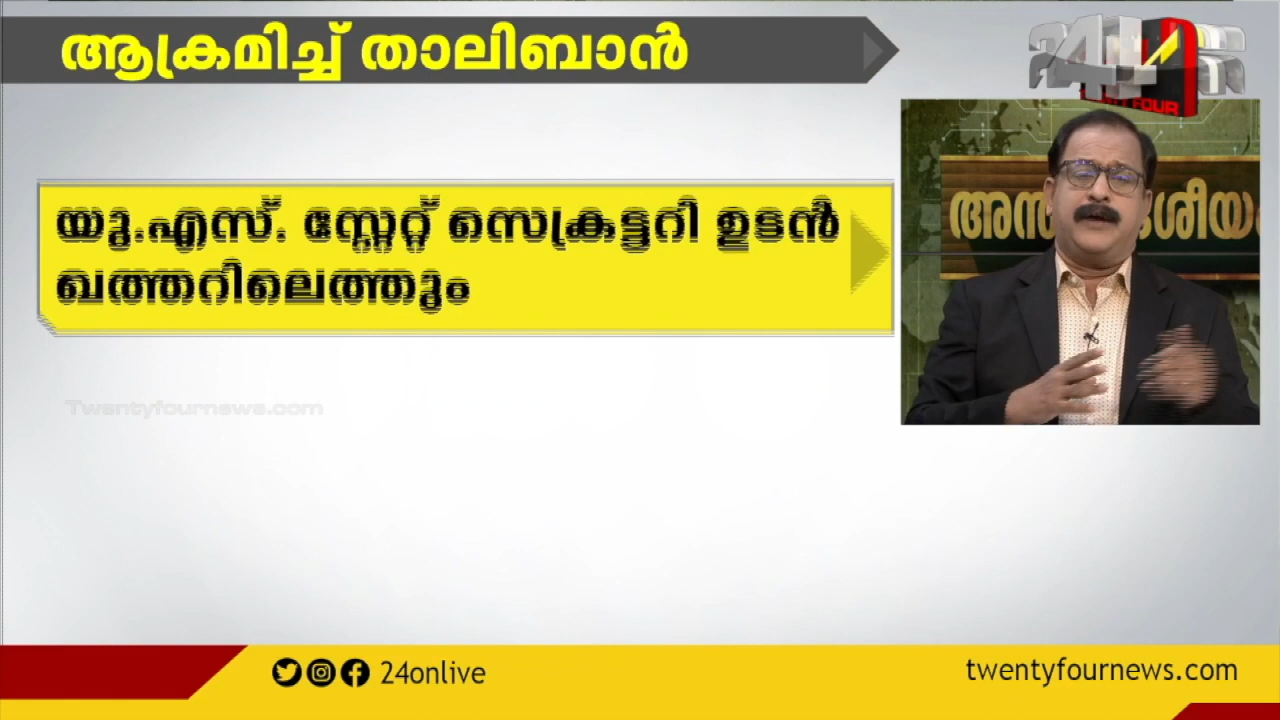 ആക്രമിച്ച് താലിബാൻ
യു.എസ്. സ്റ്റേറ്റ് സെക്രട്ടറി ഉടൻ
ഖത്തറിലെത്തും
Twentyfournews.com
24onlive
twentyfournews.com